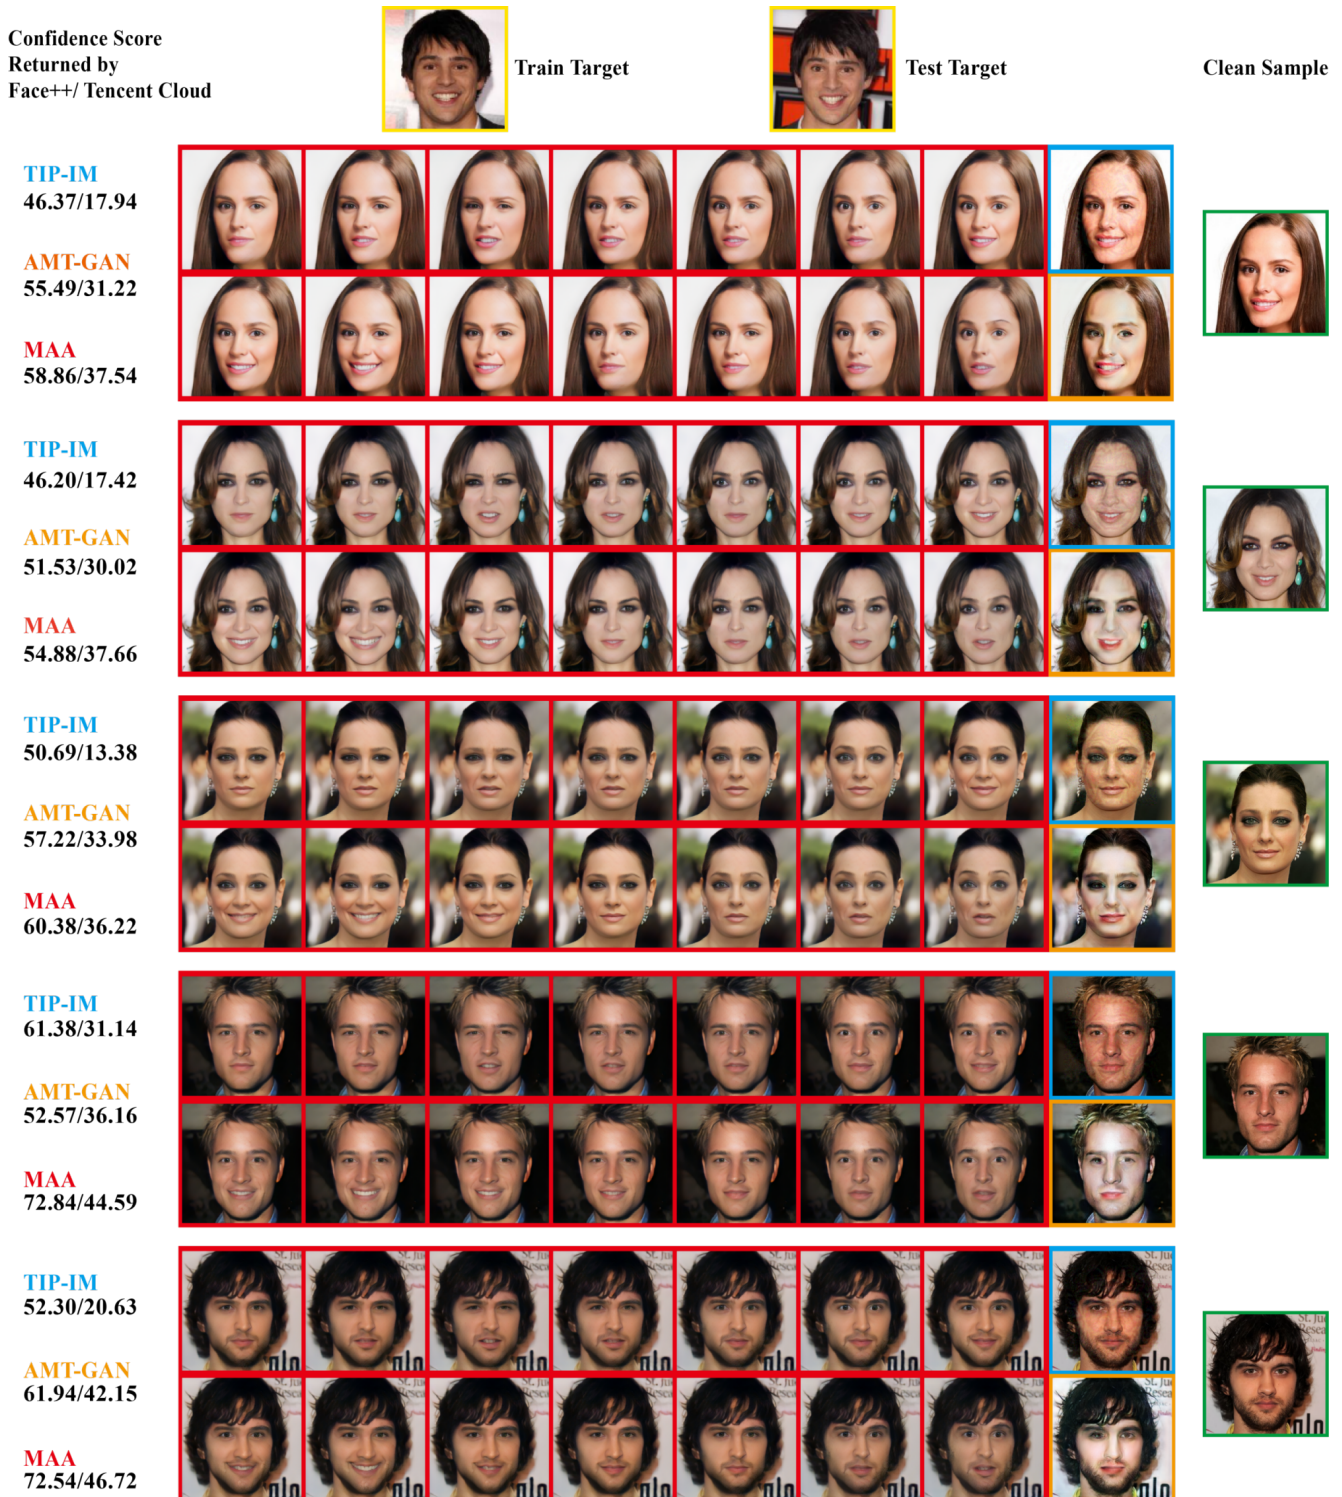 Confidence Score
Returned by
Face++/ Tencent Cloud
Train Target
Test Target
Clean Sample
TIP-IM
46.37/17.94
AMT-GAN
55.49/31.22
MAA
58.86/37.54
TIP-IM
46.20/17.42
AMT-GAN
51.53/30.02
MAA
54.88/37.66
TIP-IM
50.69/13.38
AMT-GAN
57.22/33.98
MAA
60.38/36.22
TIP-IM
61.38/31.14
AMT-GAN
52.57/36.16
MAA
72.84/44.59
TIP-IM
52.30/20.63
AMT-GAN
61.94/42.15
MAA
72.54/46.72